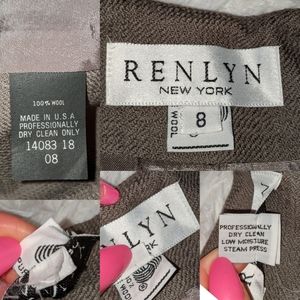 100% WOOL
MADE IN U.S.A
PROFESSIONALLY
DRY CLEAN ONLY
14083 18
08
RENLYN
NEW YORK
WOOL
8
PROFESSIONALLY
DRY CLEAN
LOW MOISTURE
STEAM PRESS